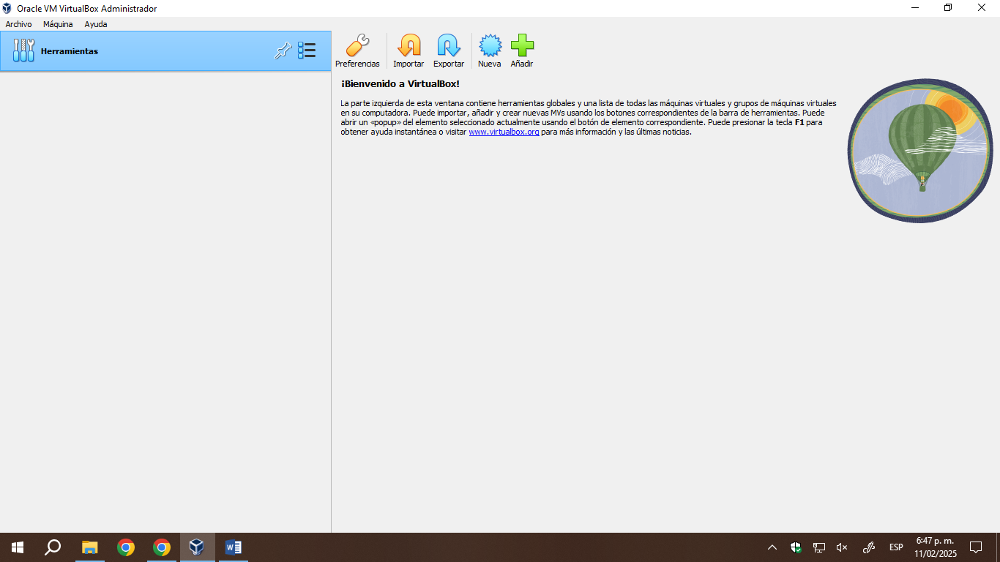 Oracle VM VirtualBox Administrador
Archivo Máquina Ayuda
Herramientas
Preferencias Importar Exportar Nueva Añadir
¡Bienvenido a VirtualBox!
La parte izquierda de esta ventana contiene herramientas globales y una lista de todas las máquinas virtuales y grupos de máquinas virtuales
en su computadora. Puede importar, añadir y crear nuevas MVs usando los botones correspondientes de la barra de herramientas. Puede
abrir un «popup» del elemento seleccionado actualmente usando el botón de elemento correspondiente. Puede presionar la tecla F1 para
obtener ayuda instantánea o visitar www.virtualbox.org para más información y las últimas noticias.
W
ESP
6:47 p. m.
11/02/2025